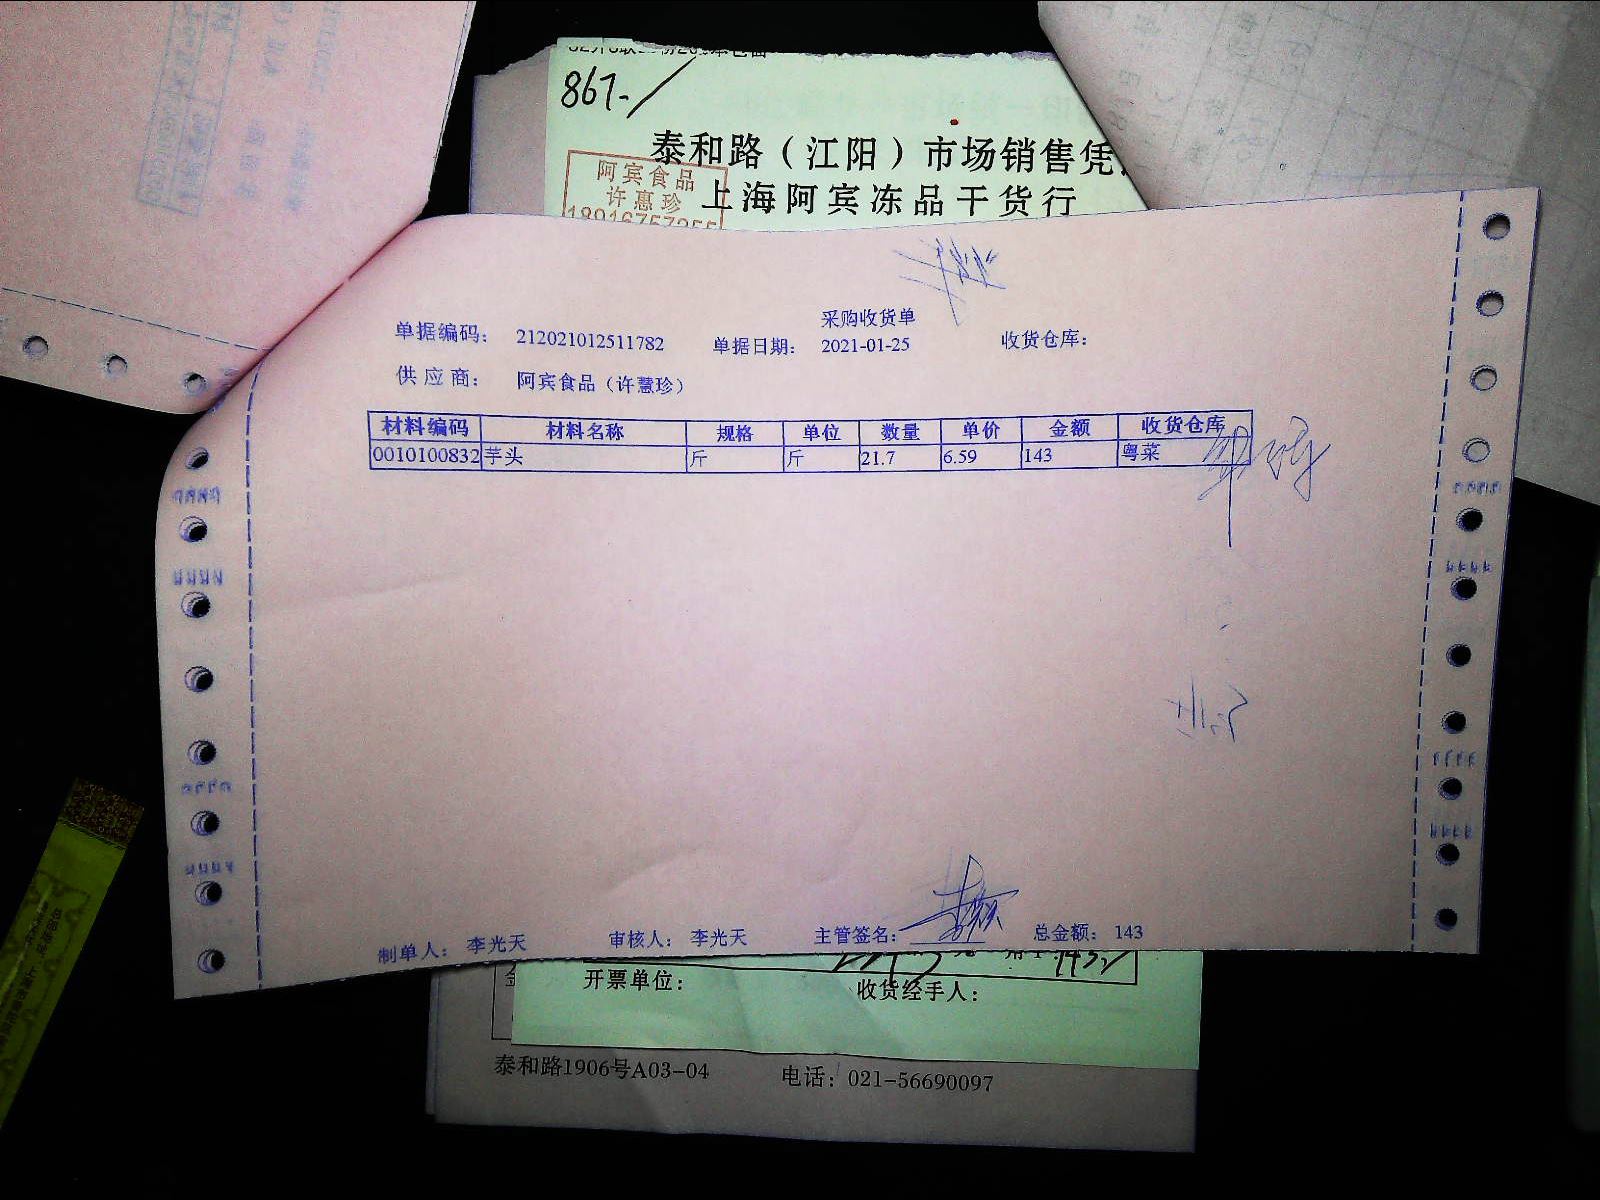 867-
泰和路（江阳）市场销售凭
上海阿宾冻品干货行
阿宾食品
许惠珍
18916757255
采购收货单
单据编码： 212021012511782 单据日期： 2021-01-25 收货仓库：
供应商： 阿宾食品（许慧珍）
材料编码 材料名称 规格 单位 数量 单价 金额 收货仓库
0010100832 芋头 斤 斤 21.7 6.59 143 粤菜
制单人： 李光天 审核人： 李光天 主管签名： 总金额： 143
开票单位： 收货经手人：
泰和路1906号A03-04 电话：021-56690097